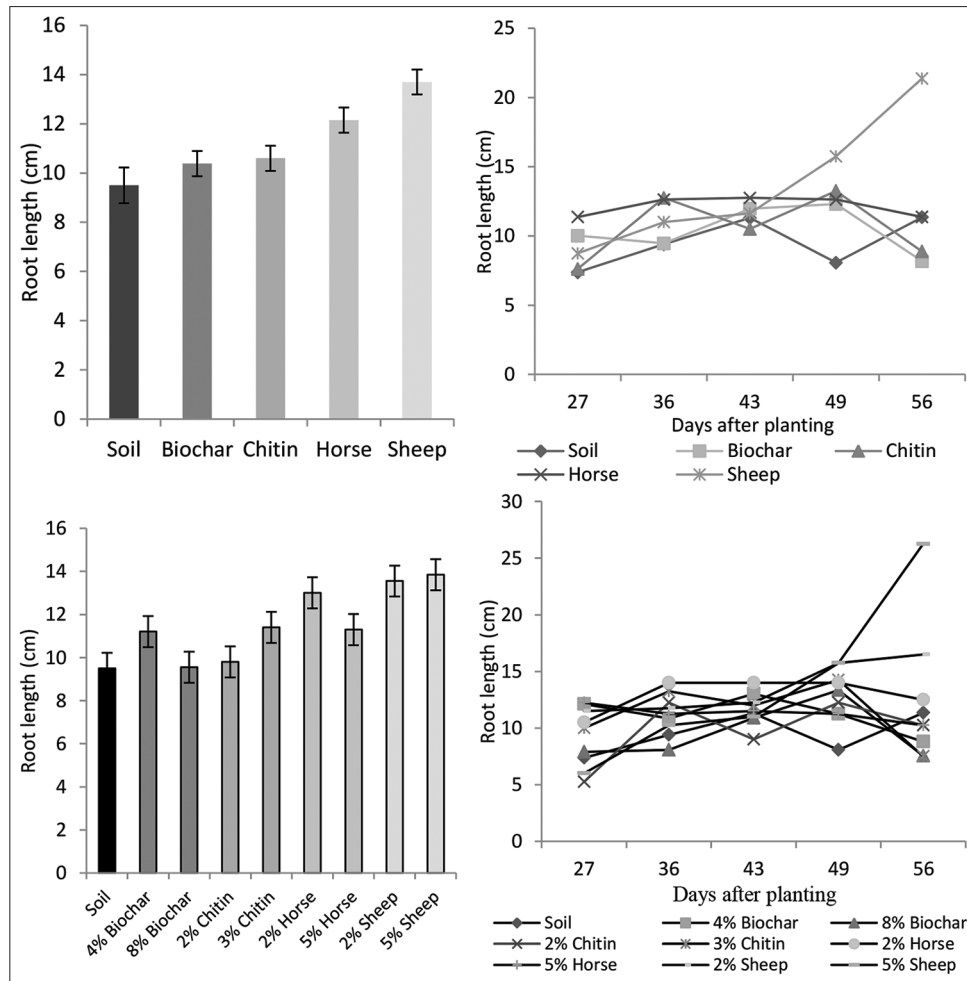 Root length (cm)
16
14
12
10
8
6
4
2
0
Soil Biochar Chitin Horse Sheep
Root length (cm)
25
20
15
10
5
0
27 36 43 49 56
Days after planting
Soil Biochar Chitin
Horse Sheep
Root length (cm)
16
14
12
10
8
6
4
2
0
Soil
4% Biochar
8% Biochar
2% Chitin
3% Chitin
2% Horse
5% Horse
2% Sheep
5% Sheep
Root length (cm)
30
25
20
15
10
5
0
27 36 43 49 56
Days after planting
Soil 4% Biochar 8% Biochar
2% Chitin 3% Chitin 2% Horse
5% Horse 2% Sheep 5% Sheep